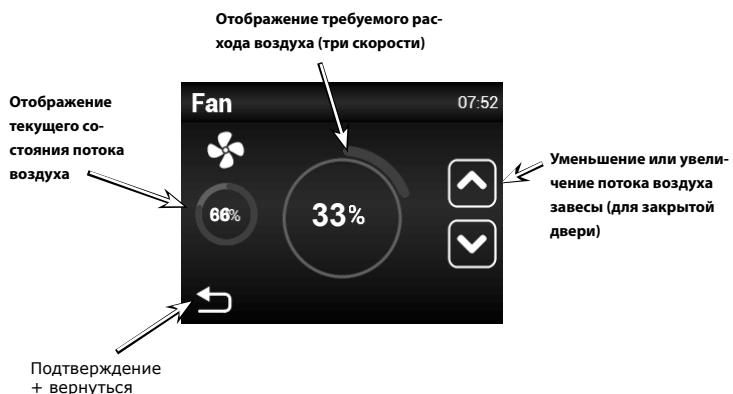 Отображение требуемого рас-
хода воздуха (три скорости)
Отображение
текущего со-
стояния потока
воздуха
Fan
07:52
66%
33%
Уменьшение или увели-
чение потока воздуха
завесы (для закрытой
двери)
Подтверждение
+ вернуться